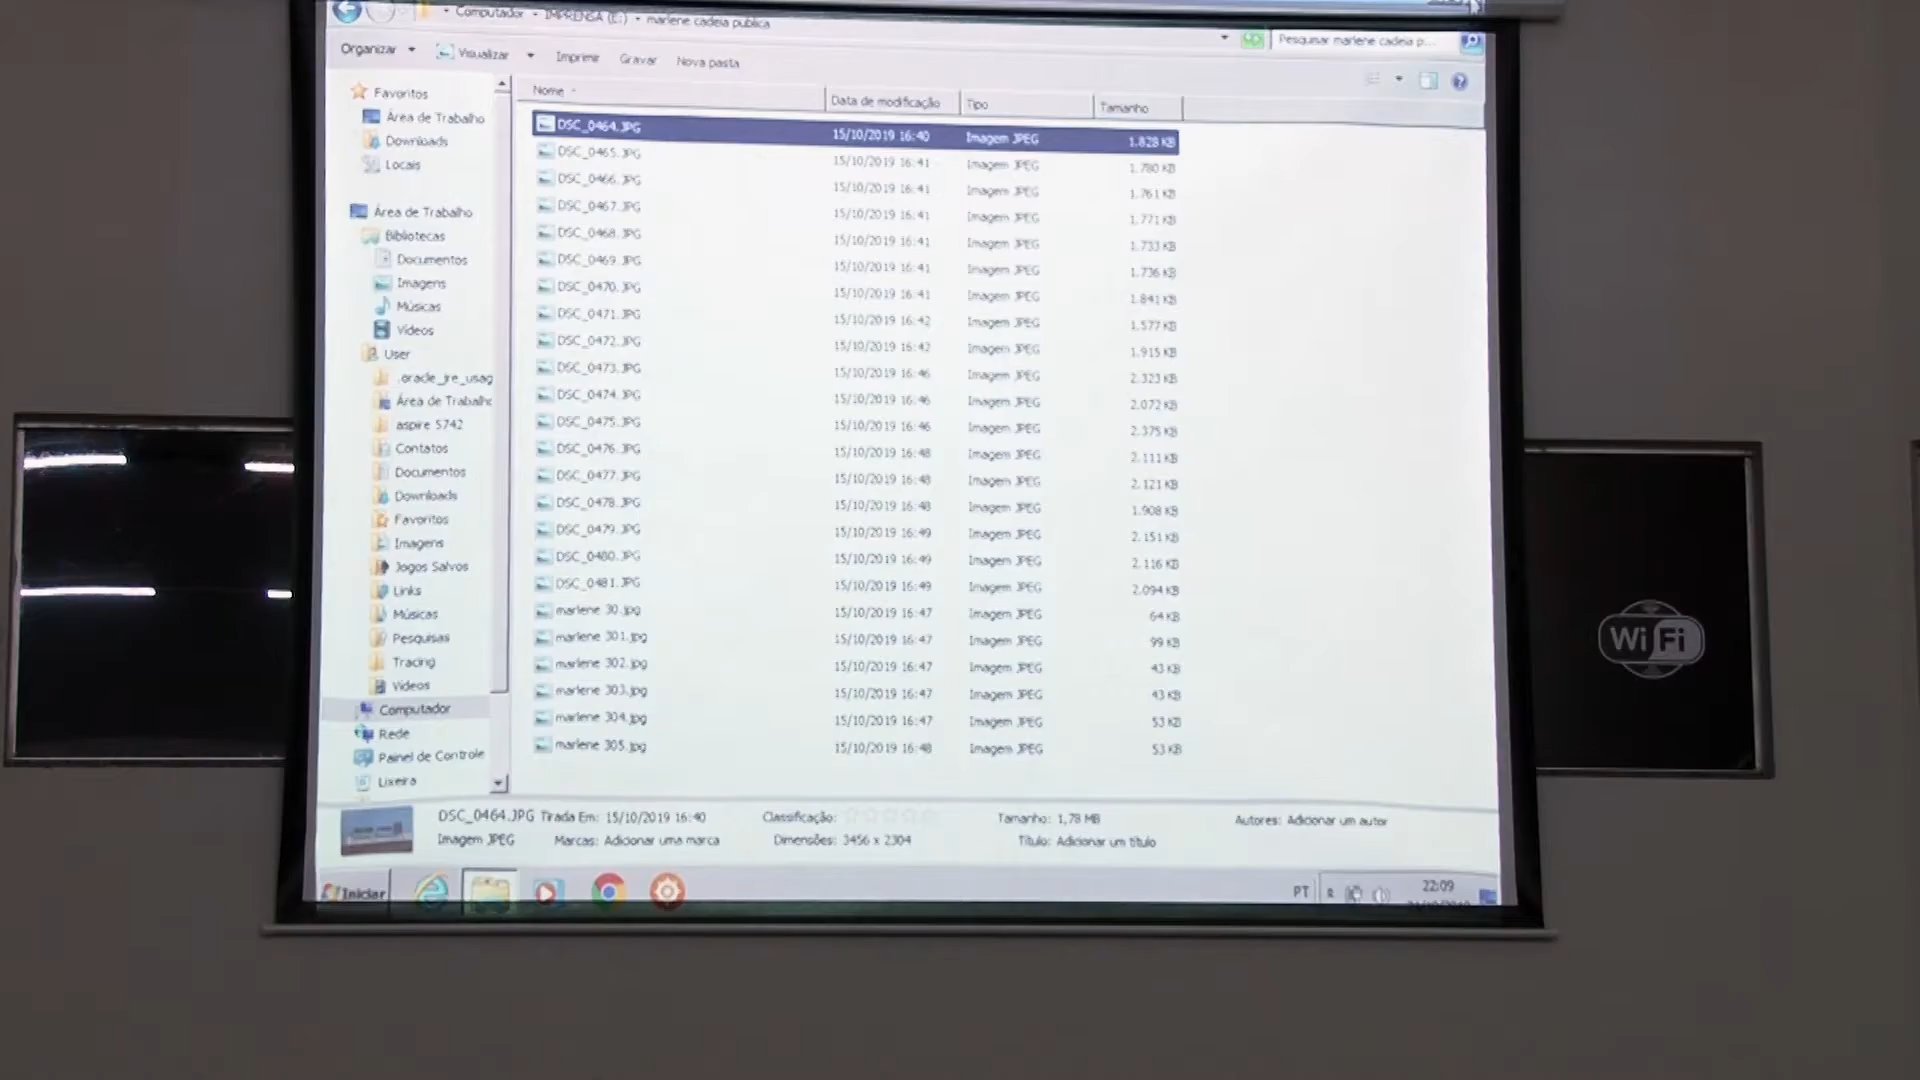 Computador IMPRENSA (E:) marlene cadeia publica
Pesquisar marlene cadeia p...
Organizar Visualizar Imprimir Gravar Nova pasta
Nome Data de modificação Tipo Tamanho
DSC_0464.JPG 15/10/2019 16:40 Imagem JPEG 1.828 KB
DSC_0465.JPG 15/10/2019 16:41 Imagem JPEG 1.780 KB
DSC_0466.JPG 15/10/2019 16:41 Imagem JPEG 1.761 KB
DSC_0467.JPG 15/10/2019 16:41 Imagem JPEG 1.771 KB
DSC_0468.JPG 15/10/2019 16:41 Imagem JPEG 1.733 KB
DSC_0469.JPG 15/10/2019 16:41 Imagem JPEG 1.736 KB
DSC_0470.JPG 15/10/2019 16:41 Imagem JPEG 1.841 KB
DSC_0471.JPG 15/10/2019 16:42 Imagem JPEG 1.577 KB
DSC_0472.JPG 15/10/2019 16:42 Imagem JPEG 1.915 KB
DSC_0473.JPG 15/10/2019 16:46 Imagem JPEG 2.323 KB
DSC_0474.JPG 15/10/2019 16:46 Imagem JPEG 2.072 KB
DSC_0475.JPG 15/10/2019 16:46 Imagem JPEG 2.375 KB
DSC_0476.JPG 15/10/2019 16:48 Imagem JPEG 2.111 KB
DSC_0477.JPG 15/10/2019 16:48 Imagem JPEG 2.121 KB
DSC_0478.JPG 15/10/2019 16:48 Imagem JPEG 1.908 KB
DSC_0479.JPG 15/10/2019 16:49 Imagem JPEG 2.151 KB
DSC_0480.JPG 15/10/2019 16:49 Imagem JPEG 2.116 KB
DSC_0481.JPG 15/10/2019 16:49 Imagem JPEG 2.094 KB
marlene 30.jpg 15/10/2019 16:47 Imagem JPEG 64 KB
marlene 301.jpg 15/10/2019 16:47 Imagem JPEG 99 KB
marlene 302.jpg 15/10/2019 16:47 Imagem JPEG 43 KB
marlene 303.jpg 15/10/2019 16:47 Imagem JPEG 43 KB
marlene 304.jpg 15/10/2019 16:47 Imagem JPEG 53 KB
marlene 305.jpg 15/10/2019 16:48 Imagem JPEG 53 KB
Favoritos
Área de Trabalho
Downloads
Locais
Área de Trabalho
Bibliotecas
Documentos
Imagens
Músicas
Vídeos
User
.oracle_jre_usag
Área de Trabalho
aspire 5742
Contatos
Documentos
Downloads
Favoritos
Imagens
Jogos Salvos
Links
Músicas
Pesquisas
Tracing
Vídeos
Computador
Rede
Painel de Controle
Lixeira
DSC_0464.JPG Tirada Em: 15/10/2019 16:40 Classificação: Tamanho: 1,78 MB Autores: Adicionar um autor
Imagem JPEG Marcas: Adicionar uma marca Dimensões: 3456 x 2304 Título: Adicionar um título
Iniciar PT 22:09
Wi Fi